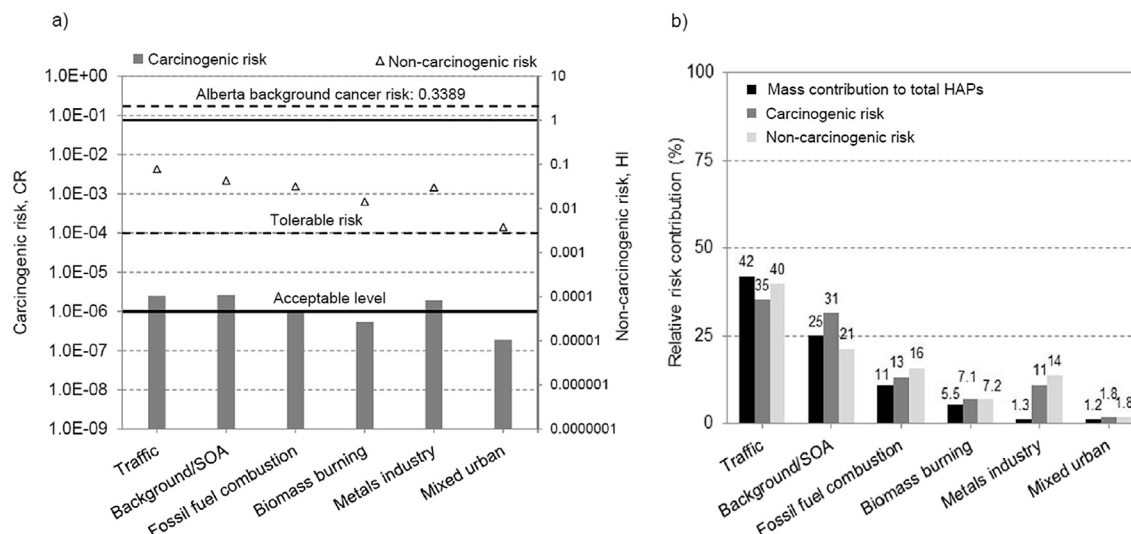 a)
Carcinogenic risk
Non-carcinogenic risk
1.0E+00
1.0E-01
1.0E-02
1.0E-03
1.0E-04
1.0E-05
1.0E-06
1.0E-07
1.0E-08
1.0E-09
Carcinogenic risk, CR
Alberta background cancer risk: 0.3389
Tolerable risk
Acceptable level
10
1
0.1
0.01
0.001
0.0001
0.00001
0.000001
0.0000001
Non-carcinogenic risk, HI
Traffic
Background/SOA
Fossil fuel combustion
Biomass burning
Metals industry
Mixed urban
b)
Mass contribution to total HAPs
Carcinogenic risk
Non-carcinogenic risk
Relative risk contribution (%)
100
75
50
25
0
42
35
40
25
31
21
11
13
16
5.5
7.1
7.2
1.3
11
14
1.2
1.8
1.8
Traffic
Background/SOA
Fossil fuel combustion
Biomass burning
Metals industry
Mixed urban